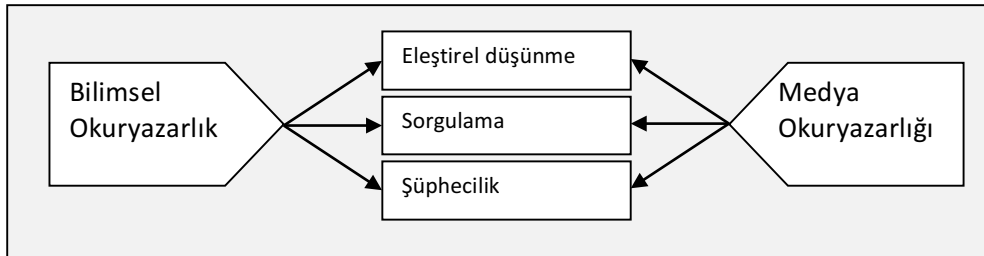 Bilimsel
Okuryazarlık
Eleştirel düşünme
Sorgulama
Şüphecilik
Medya
Okuryazarlığı